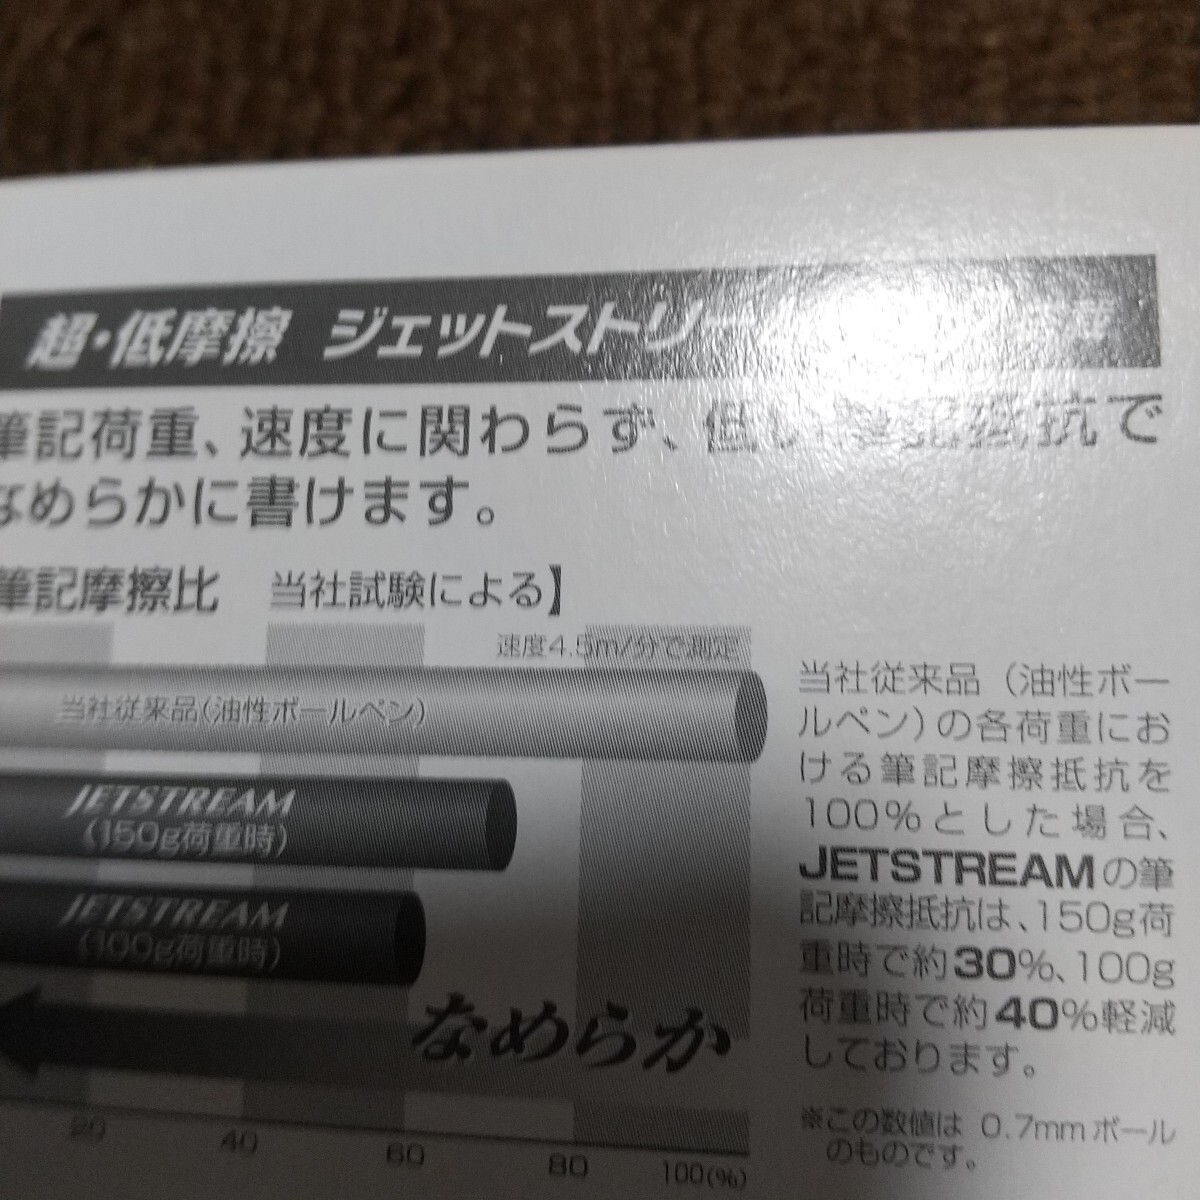 超・低摩擦 ジェットストリーム
筆記荷重、速度に関わらず、低い筆記抵抗で
なめらかに書けます。
筆記摩擦比 当社試験による】
速度4.5m/分で測定
当社従来品(油性ボールペン)
JETSTREAM
(150g荷重時)
JETSTREAM
(100g荷重時)
なめらか
20 40 60 80 100(%)
当社従来品(油性ボー
ルペン)の各荷重にお
ける筆記摩擦抵抗を
100%とした場合、
JETSTREAMの筆
記摩擦抵抗は、150g荷
重時で約30%、100g
荷重時で約40%軽減
しております。
※この数値は 0.7mmボール
のものです。